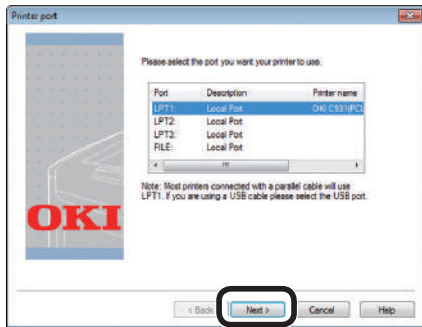 Printer port
Please select the port you want your printer to use.
Port Description Printer name
LPT1: Local Port OKI C931(PCL
LPT2: Local Port
LPT3: Local Port
FILE: Local Port
Note: Most printers connected with a parallel cable will use
LPT1. If you are using a USB cable please select the USB port.
OKI
< Back Next > Cancel Help